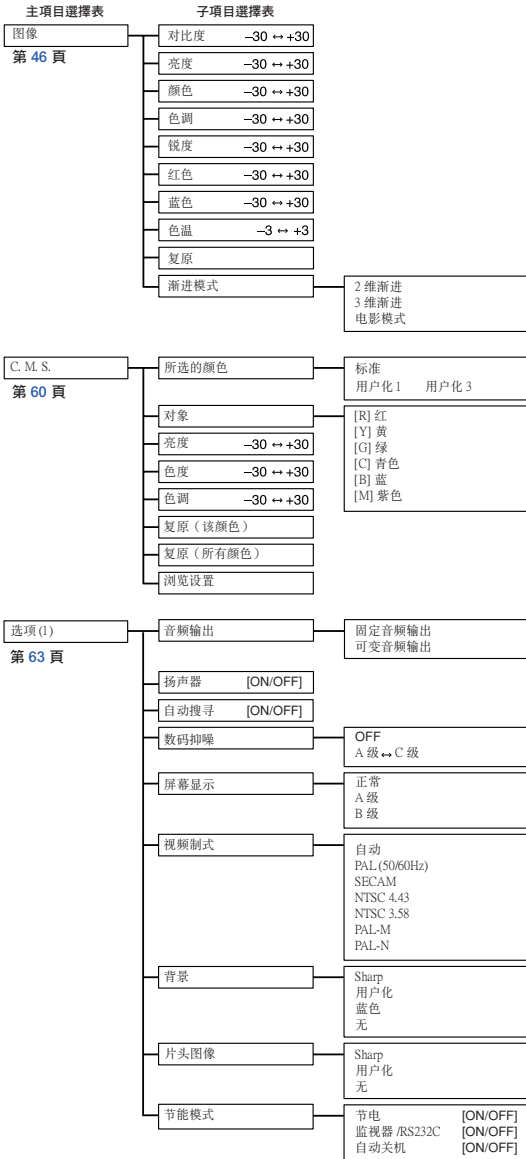 主項目選擇表 子項目選擇表
图像
第 46 頁
对比度 –30 ↔ +30
亮度 –30 ↔ +30
颜色 –30 ↔ +30
色调 –30 ↔ +30
锐度 –30 ↔ +30
红色 –30 ↔ +30
蓝色 –30 ↔ +30
色温 –3 ↔ +3
复原
渐进模式
2 维渐进
3 维渐进
电影模式
C. M. S.
第 60 頁
所选的颜色
标准
用户化 1 用户化 3
对象
[R] 红
[Y] 黄
[G] 绿
[C] 青色
[B] 蓝
[M] 紫色
亮度 –30 ↔ +30
色度 –30 ↔ +30
色调 –30 ↔ +30
复原（该颜色）
复原（所有颜色）
浏览设置
选项 (1)
第 63 頁
音频输出
固定音频输出
可变音频输出
扬声器 [ON/OFF]
自动搜寻 [ON/OFF]
数码抑噪
OFF
A 级 ↔ C 级
屏幕显示
正常
A 级
B 级
视频制式
自动
PAL (50/60Hz)
SECAM
NTSC 4.43
NTSC 3.58
PAL-M
PAL-N
背景
Sharp
用户化
蓝色
无
片头图像
Sharp
用户化
无
节能模式
节电 [ON/OFF]
监视器 /RS232C [ON/OFF]
自动关机 [ON/OFF]